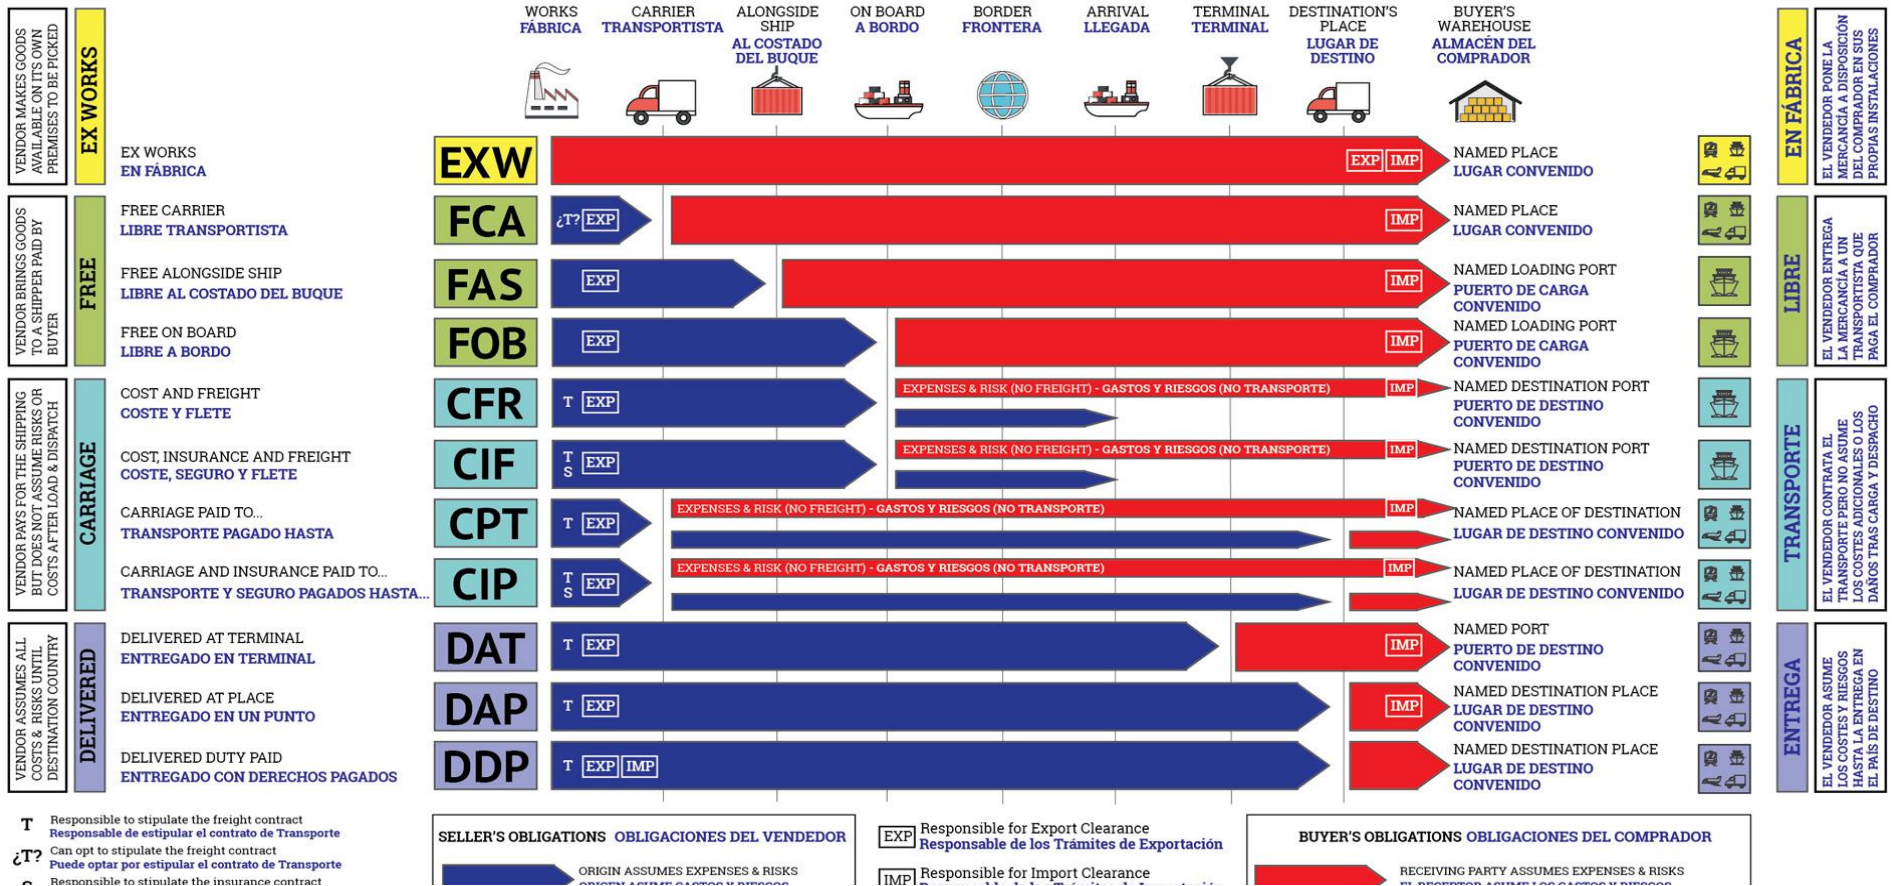 WORKS
FÁBRICA
CARRIER
TRANSPORTISTA
ALONGSIDE
SHIP
AL COSTADO
DEL BUQUE
ON BOARD
A BORDO
BORDER
FRONTERA
ARRIVAL
LLEGADA
TERMINAL
TERMINAL
DESTINATION'S
PLACE
LUGAR DE
DESTINO
BUYER'S
WAREHOUSE
ALMACÉN DEL
COMPRADOR
VENDOR MAKES GOODS
AVAILABLE ON ITS OWN
PREMISES TO BE PICKED
EX WORKS
EX WORKS
EN FÁBRICA
EXW
EXP IMP
NAMED PLACE
LUGAR CONVENIDO
EN FÁBRICA
EL VENDEDOR PONE LA
MERCANCÍA A DISPOSICIÓN
DEL COMPRADOR EN SUS
PROPIAS INSTALACIONES
VENDOR BRINGS GOODS
TO A SHIPPER PAID BY
BUYER
FREE
FREE CARRIER
LIBRE TRANSPORTISTA
FCA
¿T? EXP
IMP
NAMED PLACE
LUGAR CONVENIDO
FREE ALONGSIDE SHIP
LIBRE AL COSTADO DEL BUQUE
FAS
EXP
IMP
NAMED LOADING PORT
PUERTO DE CARGA
CONVENIDO
FREE ON BOARD
LIBRE A BORDO
FOB
EXP
IMP
NAMED LOADING PORT
PUERTO DE CARGA
CONVENIDO
LIBRE
EL VENDEDOR ENTREGA
LA MERCANCÍA A UN
TRANSPORTISTA QUE
PAGA EL COMPRADOR
VENDOR PAYS FOR THE SHIPPING
BUT DOES NOT ASSUME RISKS OR
COSTS AFTER LOAD & DISPATCH
CARRIAGE
COST AND FREIGHT
COSTE Y FLETE
CFR
T EXP
EXPENSES & RISK (NO FREIGHT) - GASTOS Y RIESGOS (NO TRANSPORTE) IMP
NAMED DESTINATION PORT
PUERTO DE DESTINO
CONVENIDO
COST, INSURANCE AND FREIGHT
COSTE, SEGURO Y FLETE
CIF
T
S
EXP
EXPENSES & RISK (NO FREIGHT) - GASTOS Y RIESGOS (NO TRANSPORTE) IMP
NAMED DESTINATION PORT
PUERTO DE DESTINO
CONVENIDO
CARRIAGE PAID TO...
TRANSPORTE PAGADO HASTA
CPT
T EXP
EXPENSES & RISK (NO FREIGHT) - GASTOS Y RIESGOS (NO TRANSPORTE) IMP
NAMED PLACE OF DESTINATION
LUGAR DE DESTINO CONVENIDO
CARRIAGE AND INSURANCE PAID TO...
TRANSPORTE Y SEGURO PAGADOS HASTA...
CIP
T
S
EXP
EXPENSES & RISK (NO FREIGHT) - GASTOS Y RIESGOS (NO TRANSPORTE) IMP
NAMED PLACE OF DESTINATION
LUGAR DE DESTINO CONVENIDO
TRANSPORTE
EL VENDEDOR CONTRATA EL
TRANSPORTE PERO NO ASUME
LOS COSTES ADICIONALES O LOS
DAÑOS TRAS CARGA Y DESPACHO
VENDOR ASSUMES ALL
COSTS & RISKS UNTIL
DESTINATION COUNTRY
DELIVERED
DELIVERED AT TERMINAL
ENTREGADO EN TERMINAL
DAT
T EXP
IMP
NAMED PORT
PUERTO DE DESTINO
CONVENIDO
DELIVERED AT PLACE
ENTREGADO EN UN PUNTO
DAP
T EXP
IMP
NAMED DESTINATION PLACE
LUGAR DE DESTINO
CONVENIDO
DELIVERED DUTY PAID
ENTREGADO CON DERECHOS PAGADOS
DDP
T EXP IMP
NAMED DESTINATION PLACE
LUGAR DE DESTINO
CONVENIDO
ENTREGA
EL VENDEDOR ASUME
LOS COSTES Y RIESGOS
HASTA LA ENTREGA EN
EL PAÍS DE DESTINO
T Responsible to stipulate the freight contract
Responsable de estipular el contrato de Transporte
¿T? Can opt to stipulate the freight contract
Puede optar por estipular el contrato de Transporte
Responsible to stipulate the insurance contract
SELLER'S OBLIGATIONS OBLIGACIONES DEL VENDEDOR
ORIGIN ASSUMES EXPENSES & RISKS
ORIGEN ASUME GASTOS Y RIESGOS
EXP Responsible for Export Clearance
Responsable de los Trámites de Exportación
IMP Responsible for Import Clearance
Responsable de los Trámites de Importación
BUYER'S OBLIGATIONS OBLIGACIONES DEL COMPRADOR
RECEIVING PARTY ASSUMES EXPENSES & RISKS
EL RECEPTOR ASUME LOS GASTOS Y RIESGOS